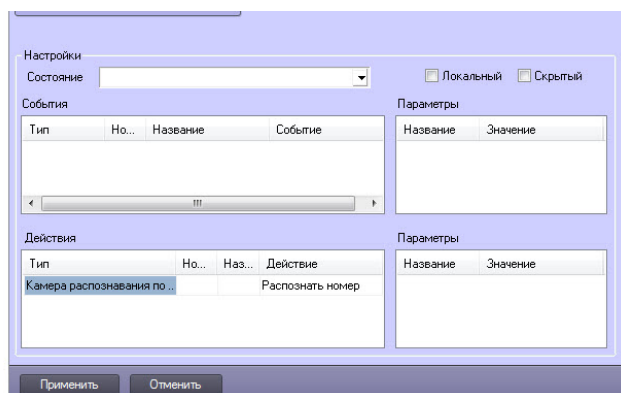 Настройки
Состояние Локальный Скрытый
События Параметры
Тип Но... Название Событие Название Значение
Действия Параметры
Тип Но... Наз... Действие Название Значение
Камера распознавания по .. Распознать номер
Применить Отменить